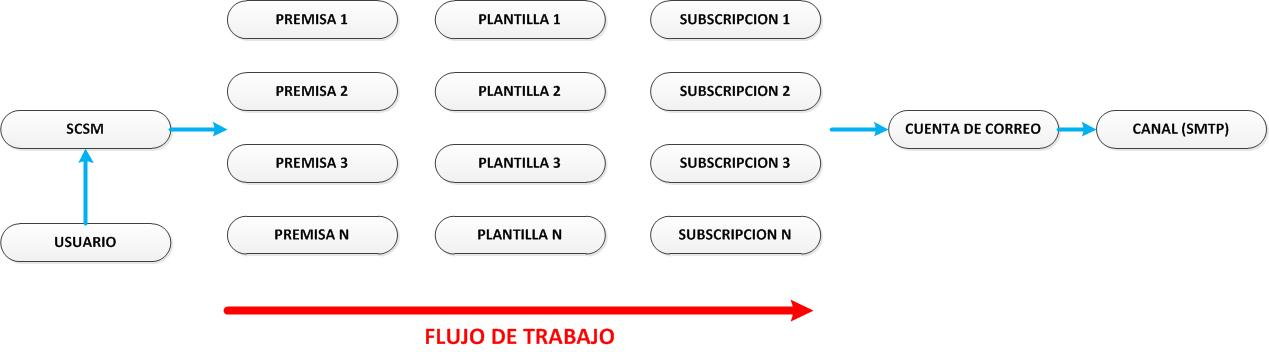 PREMISA 1
PLANTILLA 1
SUBSCRIPCION 1
PREMISA 2
PLANTILLA 2
SUBSCRIPCION 2
SCSM
CUENTA DE CORREO
CANAL (SMTP)
PREMISA 3
PLANTILLA 3
SUBSCRIPCION 3
USUARIO
PREMISA N
PLANTILLA N
SUBSCRIPCION N
FLUJO DE TRABAJO